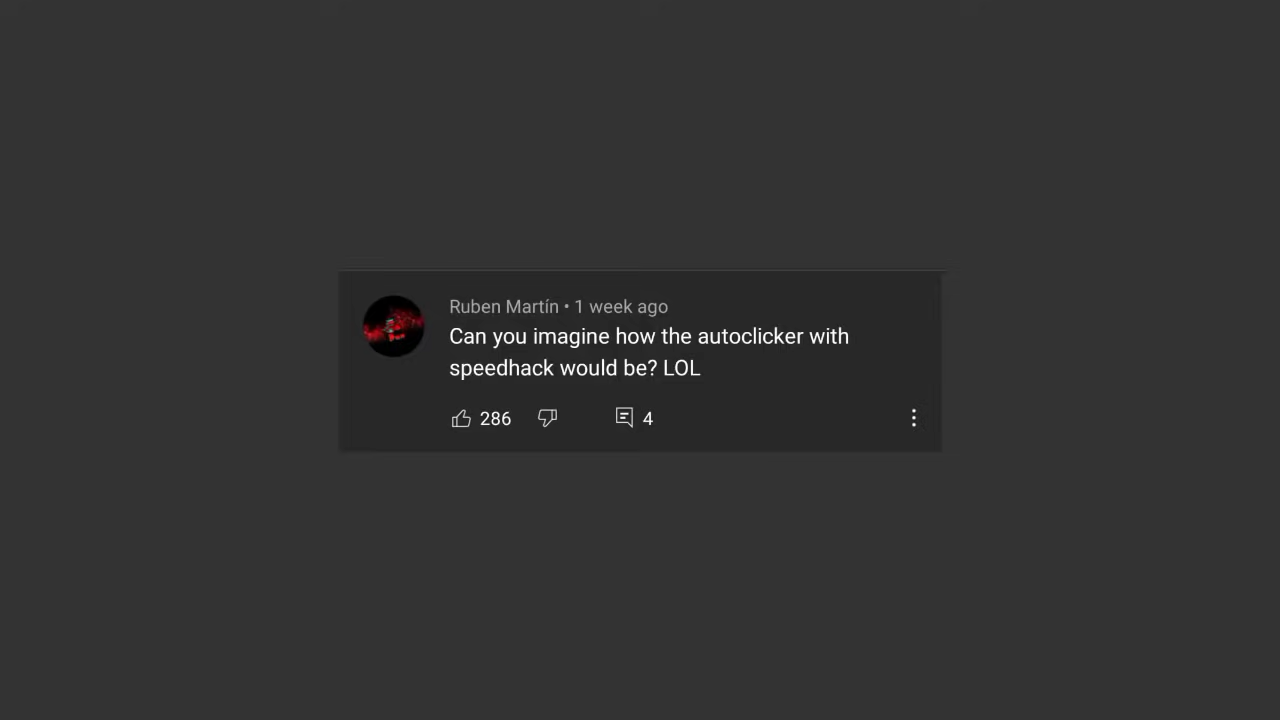 Ruben Martín • 1 week ago
Can you imagine how the autoclicker with
speedhack would be? LOL
286 4